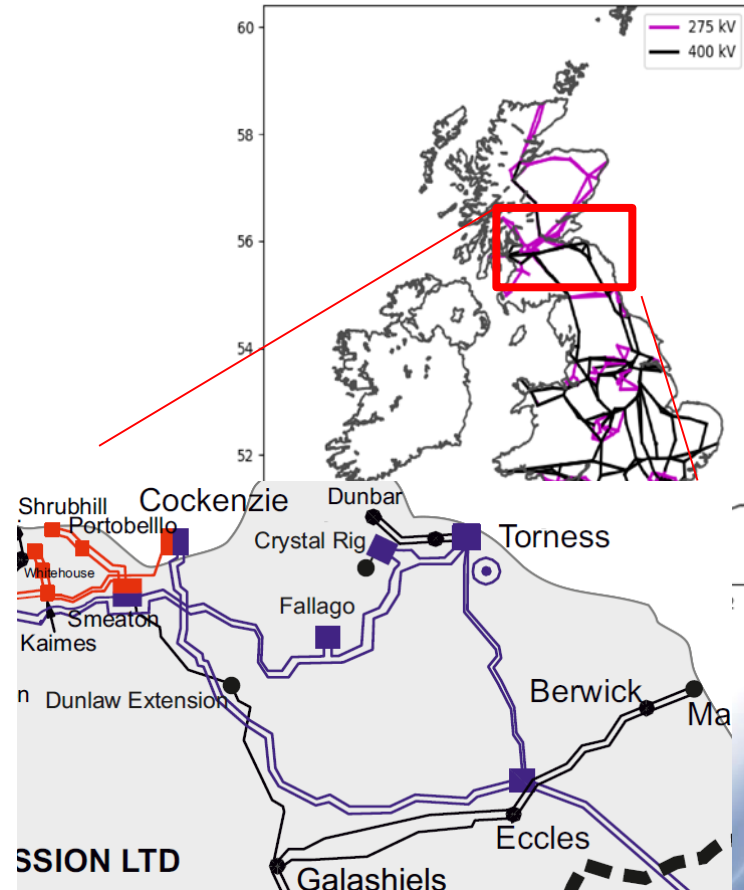 60
275 kV
400 kV
58
56
54
52
Shrubhill
Cockenzie
Dunbar
Portobelllo
Crystal Rig
Torness
Whitehouse
Fallago
Smeaton
Kaimes
n
Dunlaw Extension
Berwick
Ma
Eccles
SSION LTD
Galashiels